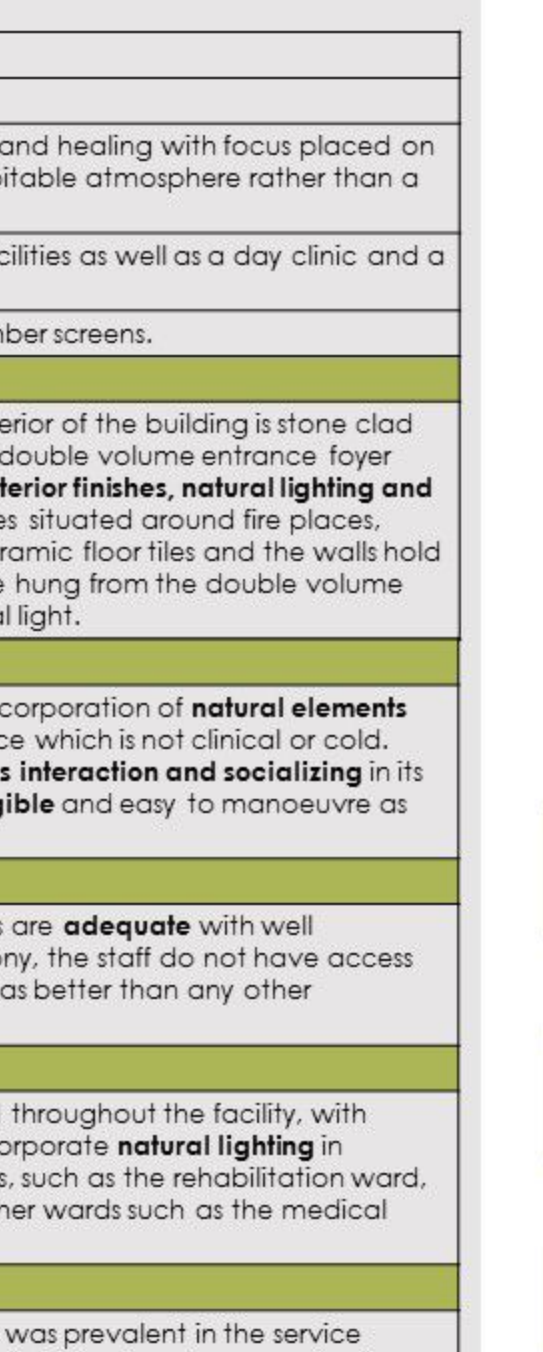 and healing with focus placed on
itable atmosphere rather than a
cilities as well as a day clinic and a
nber screens.
erior of the building is stone clad
double volume entrance foyer
terior finishes, natural lighting and
es situated around fire places,
ramic floor tiles and the walls hold
e hung from the double volume
al light.
corporation of natural elements
ce which is not clinical or cold.
s interaction and socializing in its
gible and easy to manoeuvre as
s are adequate with well
ony, the staff do not have access
as better than any other
throughout the facility, with
orporate natural lighting in
s, such as the rehabilitation ward,
her wards such as the medical
was prevalent in the service